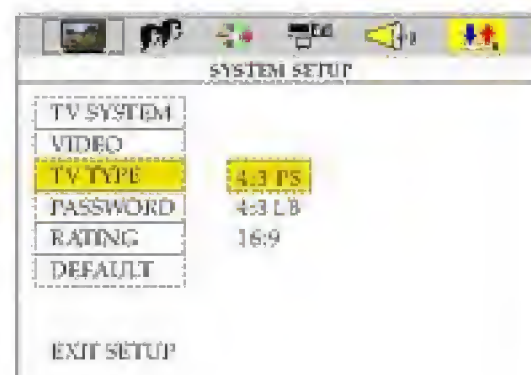 SYSTEM SETUP
TV SYSTEM
VIDEO
TV TYPE
4:3 PS
PASSWORD
4:3 LB
RATING
16:9
DEFAULT
EXIT SETUP